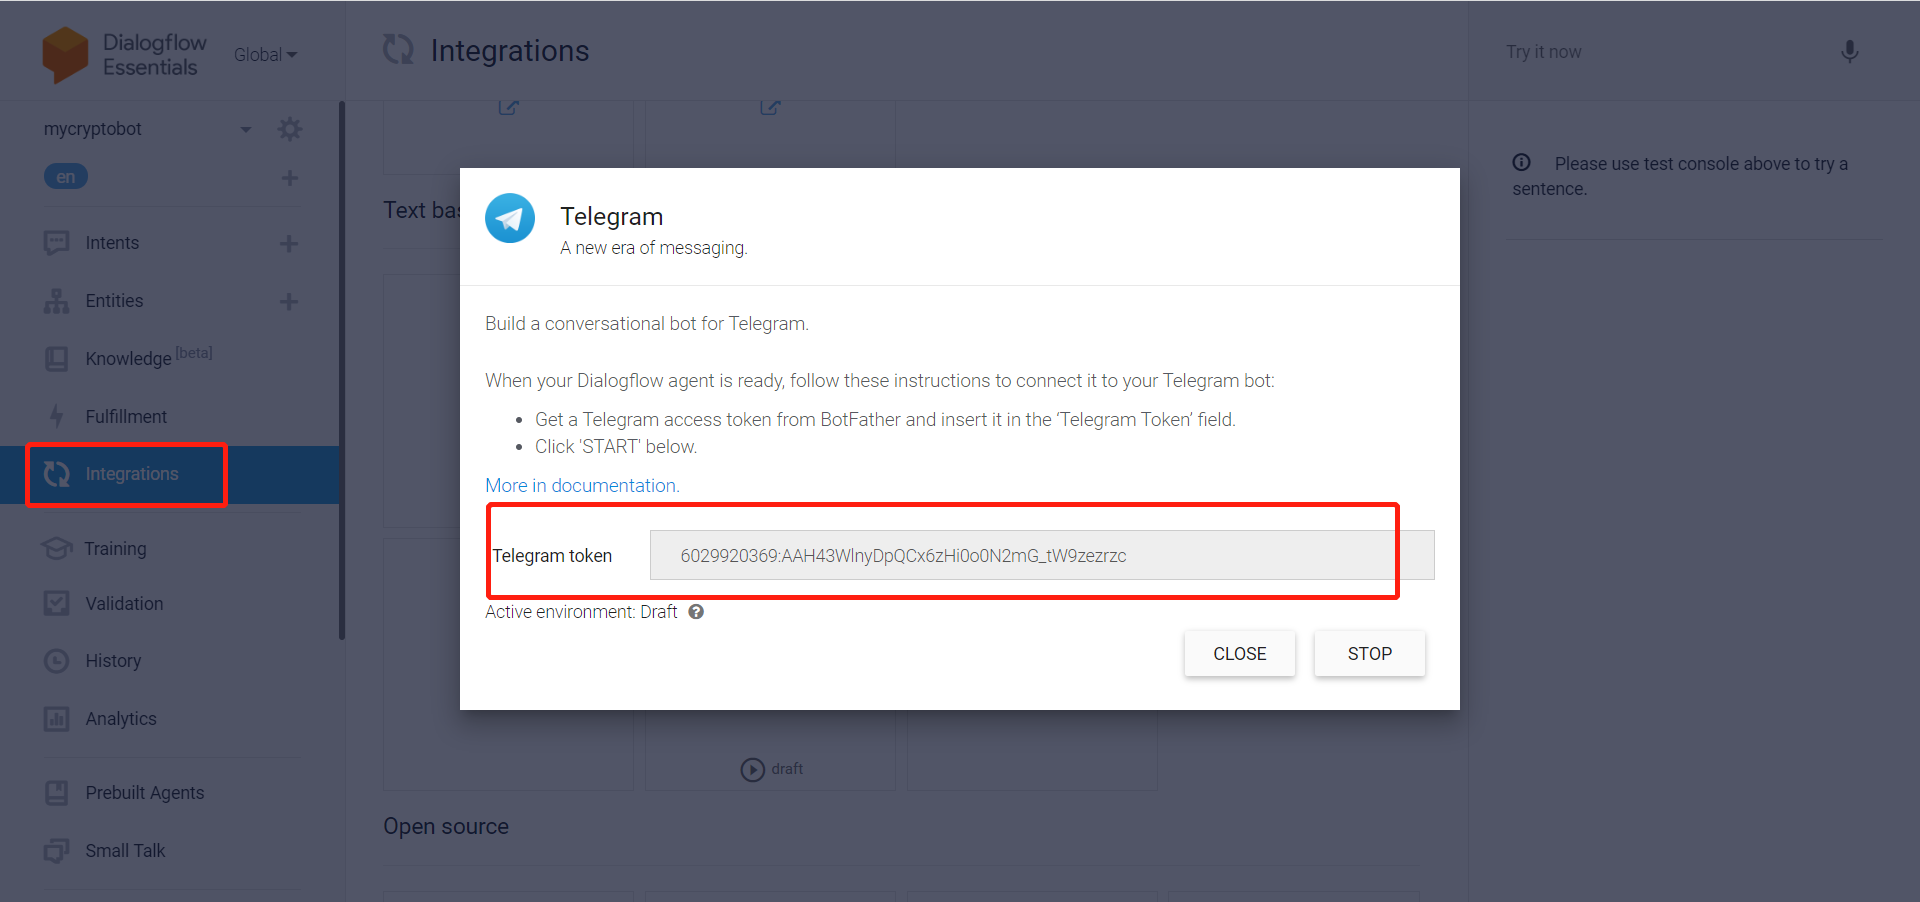 Dialogflow
Essentials
Global
Integrations
Try it now
mycryptobot
en
Please use test console above to try a
sentence.
Text bas
Intents
Entities
Knowledge [beta]
Fulfillment
Integrations
Training
Validation
History
Analytics
Prebuilt Agents
Small Talk
Telegram
A new era of messaging.
Build a conversational bot for Telegram.
When your Dialogflow agent is ready, follow these instructions to connect it to your Telegram bot:
Get a Telegram access token from BotFather and insert it in the ‘Telegram Token’ field.
Click 'START' below.
More in documentation.
Telegram token
6029920369:AAH43WlnyDpQCx6zHi0o0N2mG_tW9zezrzc
Active environment: Draft
CLOSE
STOP
draft
Open source